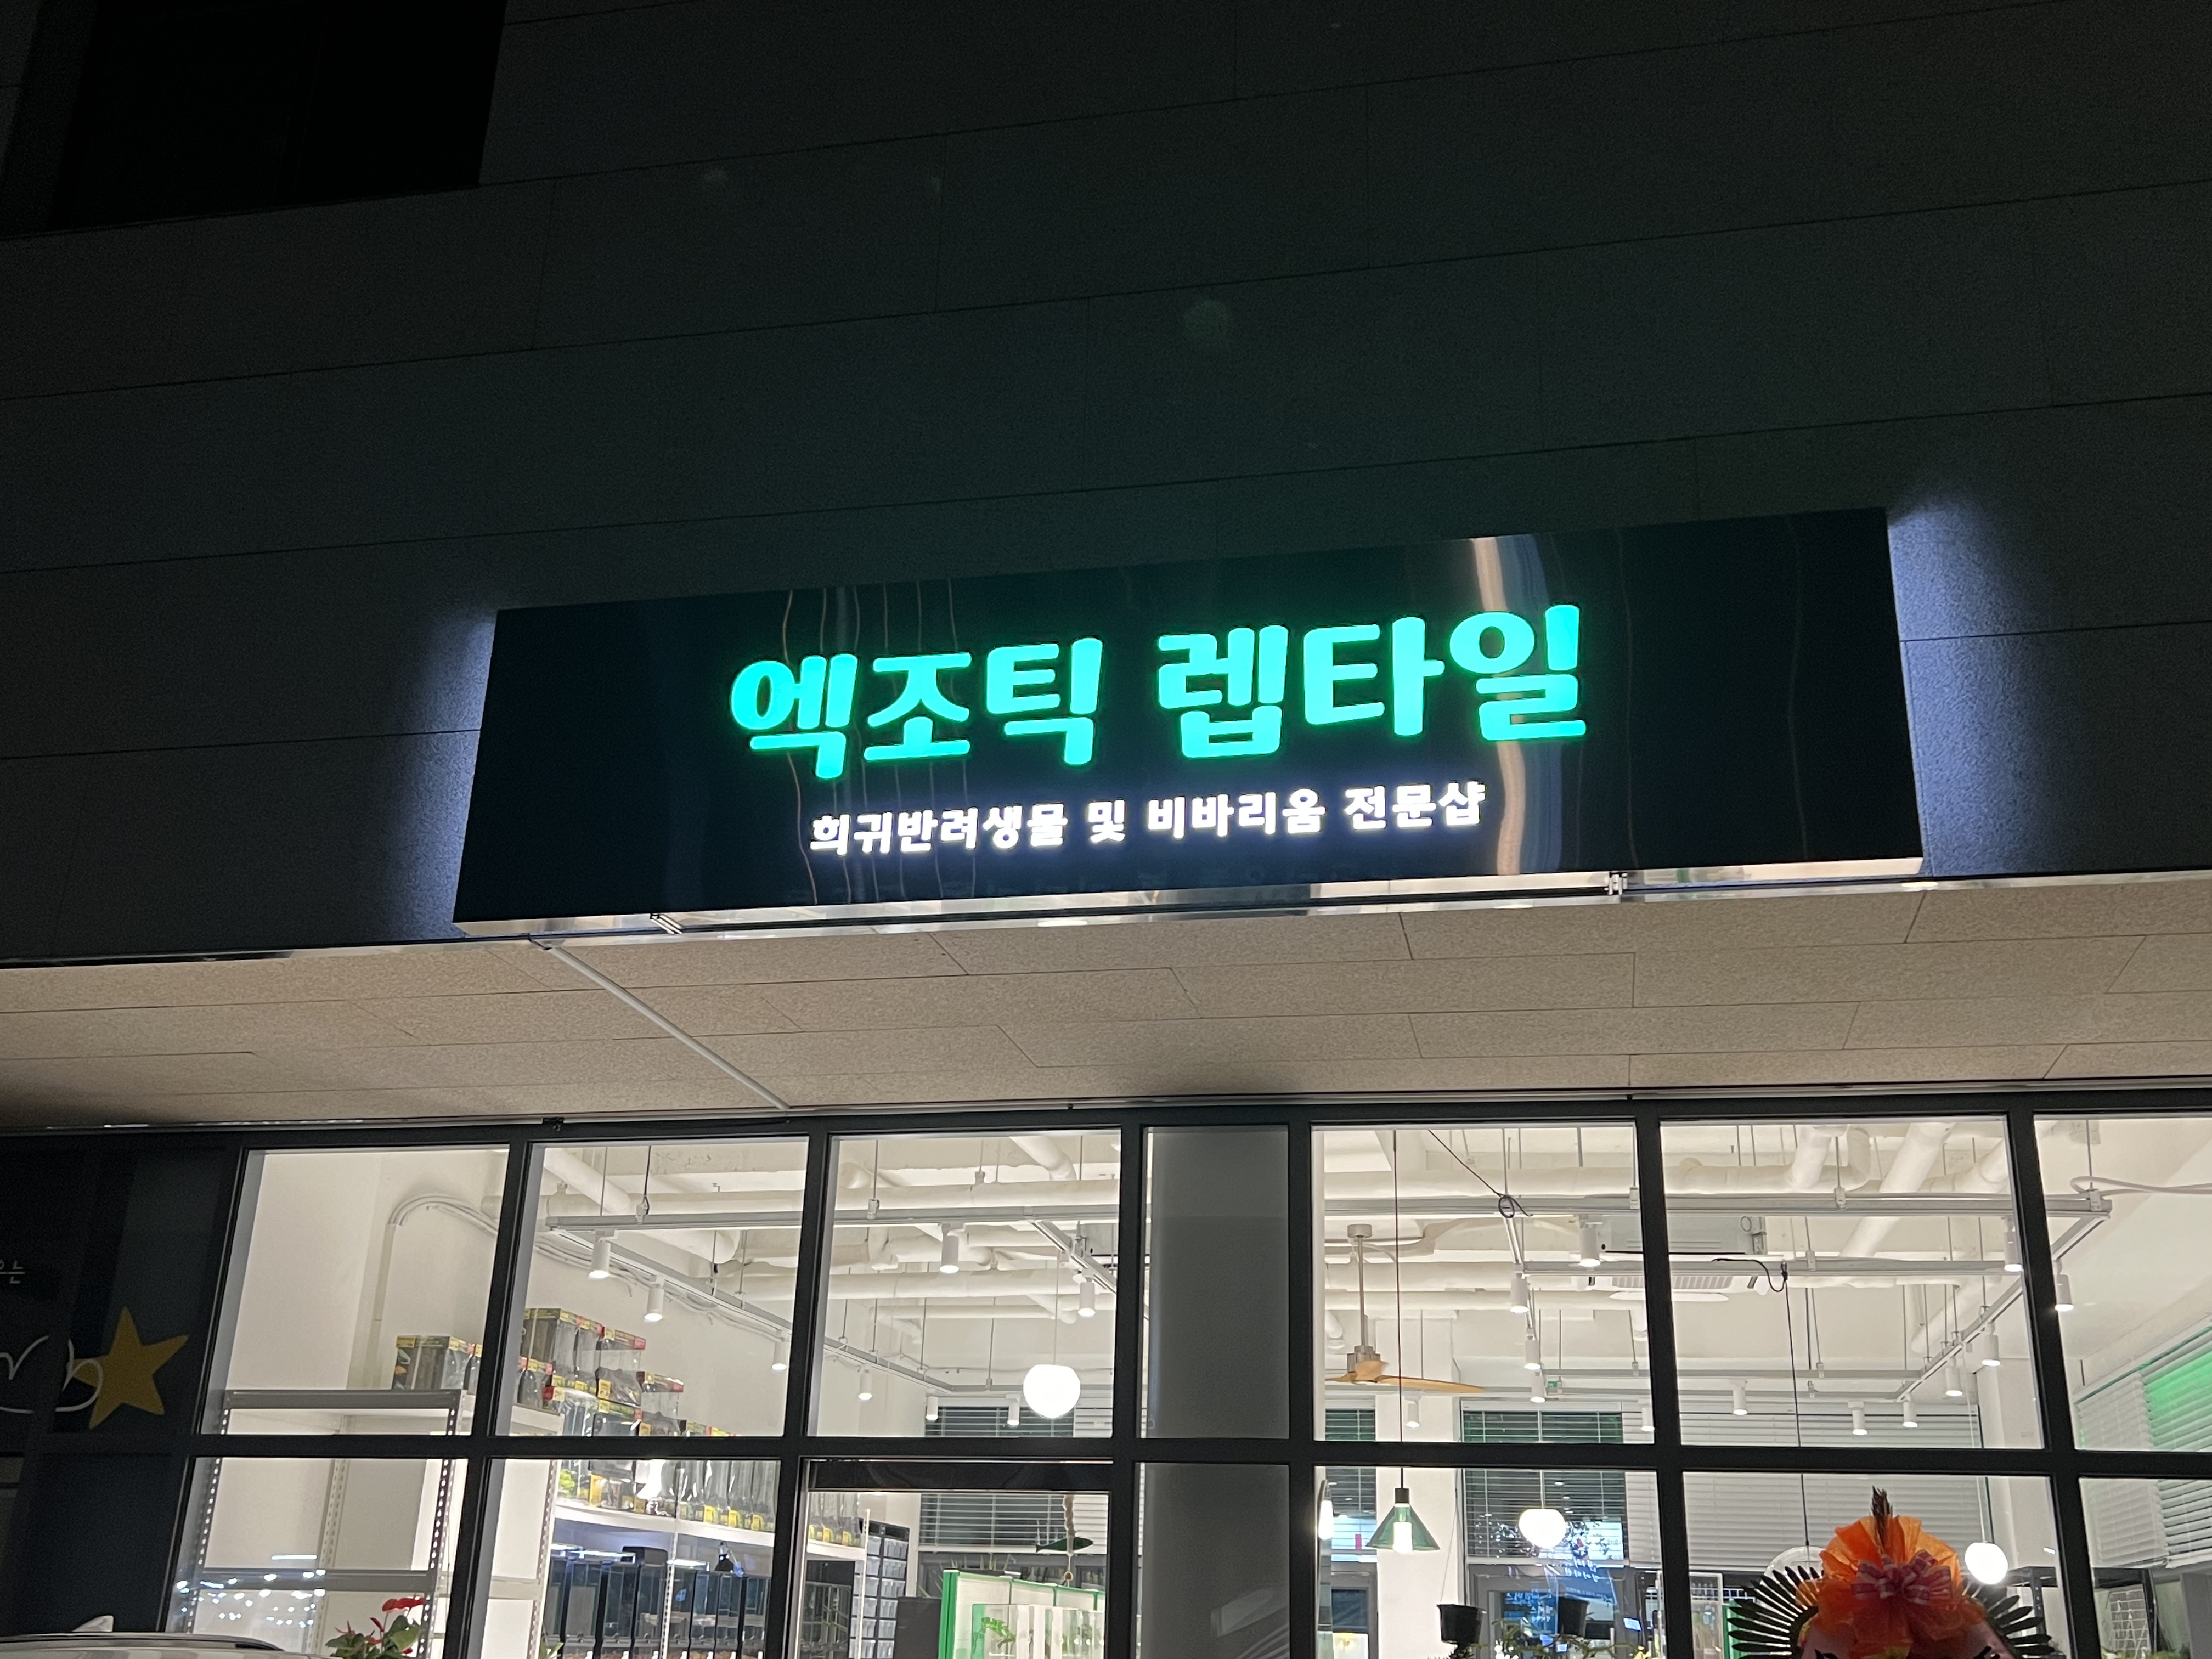 엑조틱 렙타일
희귀반려생물 및 비바리움 전문샵